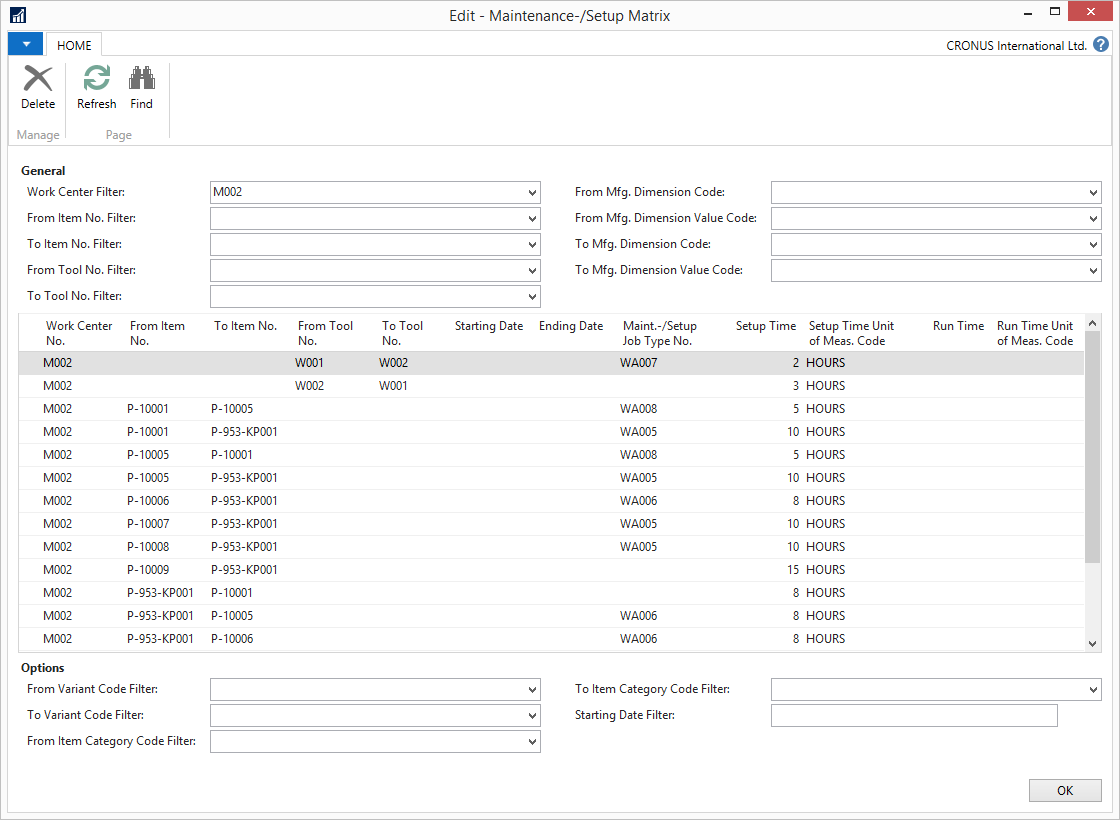 Edit - Maintenance-/Setup Matrix
HOME
CRONUS International Ltd. ?
Delete Refresh Find
Manage Page
General
Work Center Filter: M002 From Mfg. Dimension Code:
From Item No. Filter: From Mfg. Dimension Value Code:
To Item No. Filter: To Mfg. Dimension Code:
From Tool No. Filter: To Mfg. Dimension Value Code:
To Tool No. Filter:
Work Center From Item To Item No. From Tool To Tool Starting Date Ending Date Maint.-/Setup Setup Time Setup Time Unit Run Time Run Time Unit
No. No. No. No. Job Type No. of Meas. Code of Meas. Code
M002 W001 W002 WA007 2 HOURS
M002 W002 W001 3 HOURS
M002 P-10001 P-10005 WA008 5 HOURS
M002 P-10001 P-953-KP001 WA005 10 HOURS
M002 P-10005 P-10001 WA008 5 HOURS
M002 P-10005 P-953-KP001 WA005 10 HOURS
M002 P-10006 P-953-KP001 WA006 8 HOURS
M002 P-10007 P-953-KP001 WA005 10 HOURS
M002 P-10008 P-953-KP001 WA005 10 HOURS
M002 P-10009 P-953-KP001 15 HOURS
M002 P-953-KP001 P-10001 8 HOURS
M002 P-953-KP001 P-10005 WA006 8 HOURS
M002 P-953-KP001 P-10006 WA006 8 HOURS
Options
From Variant Code Filter: To Item Category Code Filter:
To Variant Code Filter: Starting Date Filter:
From Item Category Code Filter:
OK